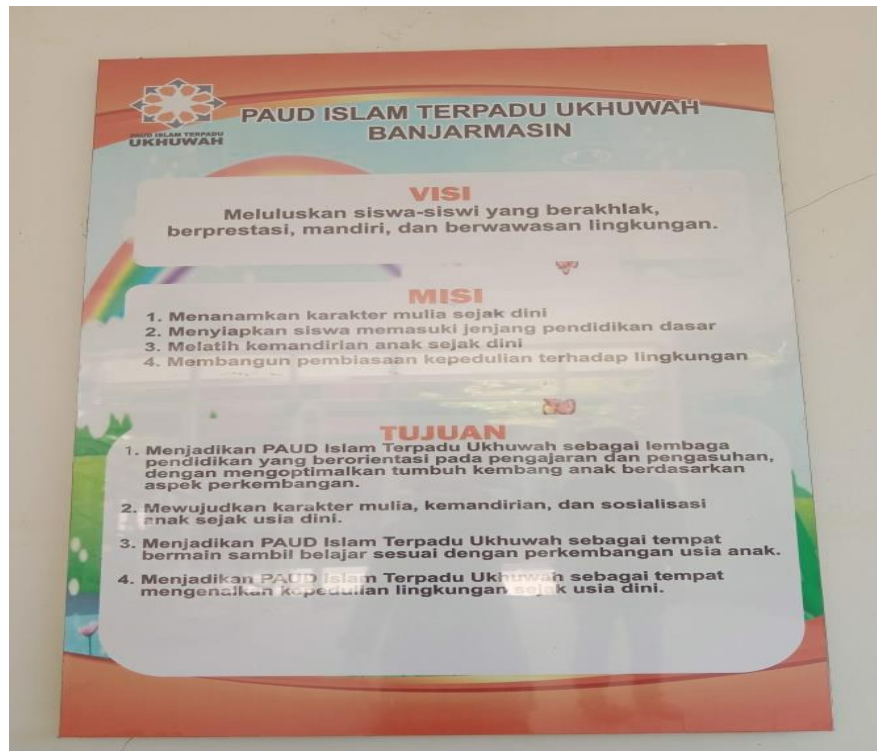 PAUD ISLAM TERPADU
UKHUWAH
PAUD ISLAM TERPADU UKHUWAH
BANJARMASIN
VISI
Meluluskan siswa-siswi yang berakhlak,
berprestasi, mandiri, dan berwawasan lingkungan.
MISI
1. Menanamkan karakter mulia sejak dini
2. Menyiapkan siswa memasuki jenjang pendidikan dasar
3. Melatih kemandirian anak sejak dini
4. Membangun pembiasaan kepedulian terhadap lingkungan
TUJUAN
1. Menjadikan PAUD Islam Terpadu Ukhuwah sebagai lembaga
pendidikan yang berorientasi pada pengajaran dan pengasuhan,
dengan mengoptimalkan tumbuh kembang anak berdasarkan
aspek perkembangan.
2. Mewujudkan karakter mulia, kemandirian, dan sosialisasi
anak sejak usia dini.
3. Menjadikan PAUD Islam Terpadu Ukhuwah sebagai tempat
bermain sambil belajar sesuai dengan perkembangan usia anak.
4. Menjadikan PAUD Islam Terpadu Ukhuwah sebagai tempat
mengenalkan kepedulian lingkungan sejak usia dini.